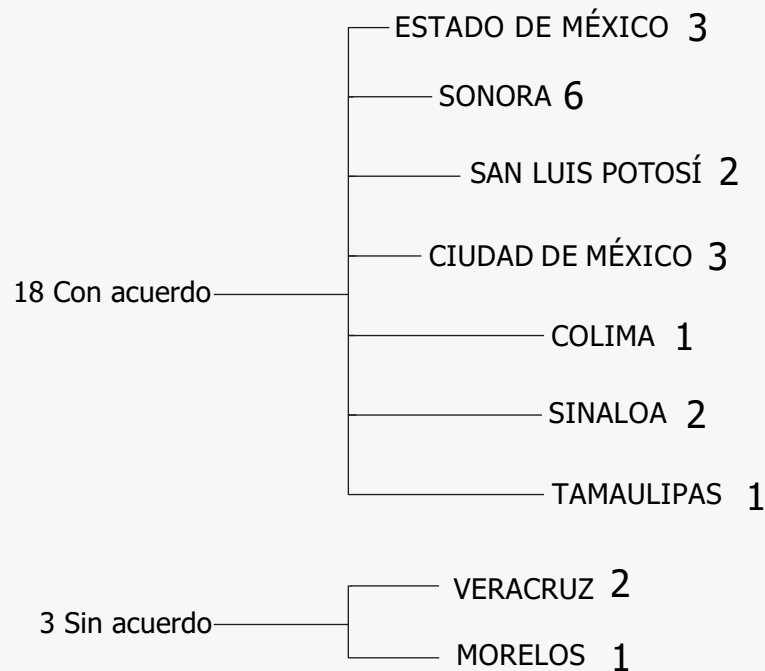 ESTADO DE MÉXICO 3
SONORA 6
SAN LUIS POTOSÍ 2
CIUDAD DE MÉXICO 3
18 Con acuerdo
COLIMA 1
SINALOA 2
TAMAULIPAS 1
VERACRUZ 2
3 Sin acuerdo
MORELOS 1